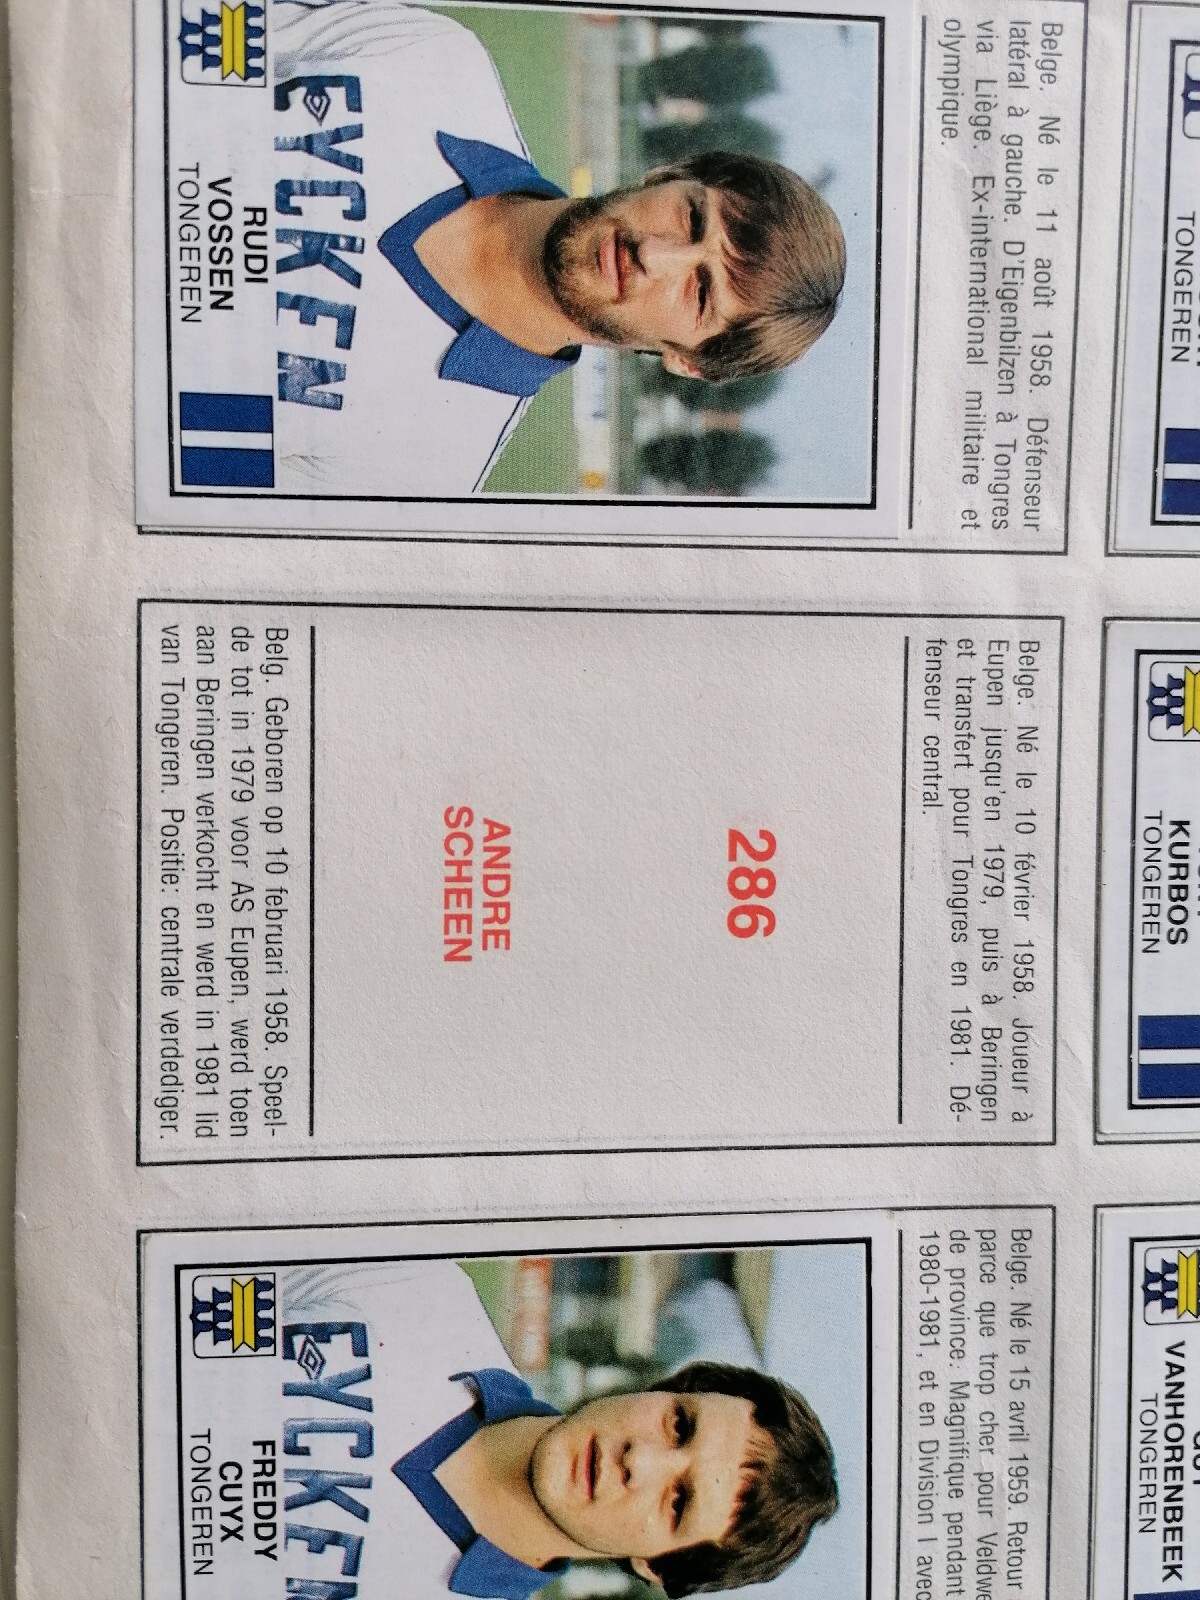 TONGEREN
KURBOS
TONGEREN
VANHORENBEEK
TONGEREN
Belge. Né le 11 août 1958. Défenseur
latéral à gauche. D'Eigenbilzen à Tongres
via Liège. Ex-international militaire et
olympique.
EYCKEN
RUDI
VOSSEN
TONGEREN
Belge. Né le 10 février 1958. Joueur à
Eupen jusqu'en 1979, puis à Beringen
et transfert pour Tongres en 1981. Dé-
fenseur central.
286
ANDRE
SCHEEN
Belg. Geboren op 10 februari 1958. Speel-
de tot in 1979 voor AS Eupen, werd toen
aan Beringen verkocht en werd in 1981 lid
van Tongeren. Positie: centrale verdediger.
Belge. Né le 15 avril 1959. Retour
parce que trop cher pour
de province. Magnifique pendant
1980-1981, et en Division I avec
EYCKEN
FREDDY
CUYX
TONGEREN